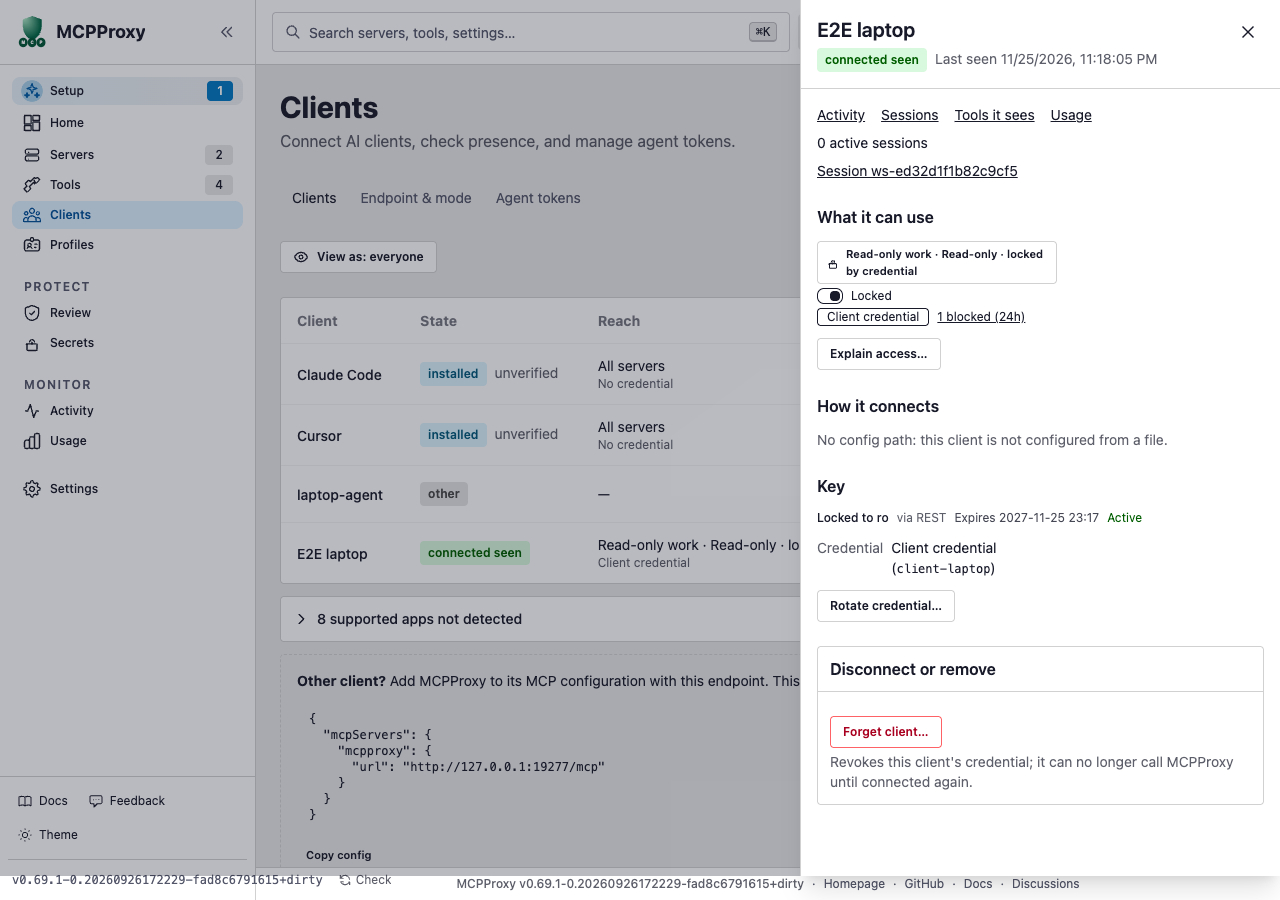 MCPProxy
Search servers, tools, settings...
⌘K
Setup
1
Home
Servers
2
Tools
4
Clients
Profiles
PROTECT
Review
Secrets
MONITOR
Activity
Usage
Settings
Docs
Feedback
Theme
v0.69.1-0.20260926172229-fad8c6791615+dirty
Check
Clients
Connect AI clients, check presence, and manage agent tokens.
Clients
Endpoint & mode
Agent tokens
View as: everyone
Client State Reach
Claude Code installed unverified All servers
No credential
Cursor installed unverified All servers
No credential
laptop-agent other —
E2E laptop connected seen Read-only work · Read-only · lo
Client credential
8 supported apps not detected
Other client? Add MCPProxy to its MCP configuration with this endpoint. This
{
"mcpServers": {
"mcpproxy": {
"url": "http://127.0.0.1:19277/mcp"
}
}
}
Copy config
MCPProxy v0.69.1-0.20260926172229-fad8c6791615+dirty · Homepage · GitHub · Docs · Discussions
E2E laptop
connected seen Last seen 11/25/2026, 11:18:05 PM
Activity Sessions Tools it sees Usage
0 active sessions
Session ws-ed32d1f1b82c9cf5
What it can use
Read-only work · Read-only · locked
by credential
Locked
Client credential 1 blocked (24h)
Explain access...
How it connects
No config path: this client is not configured from a file.
Key
Locked to ro via REST Expires 2027-11-25 23:17 Active
Credential Client credential
(client-laptop)
Rotate credential...
Disconnect or remove
Forget client...
Revokes this client's credential; it can no longer call MCPProxy
until connected again.